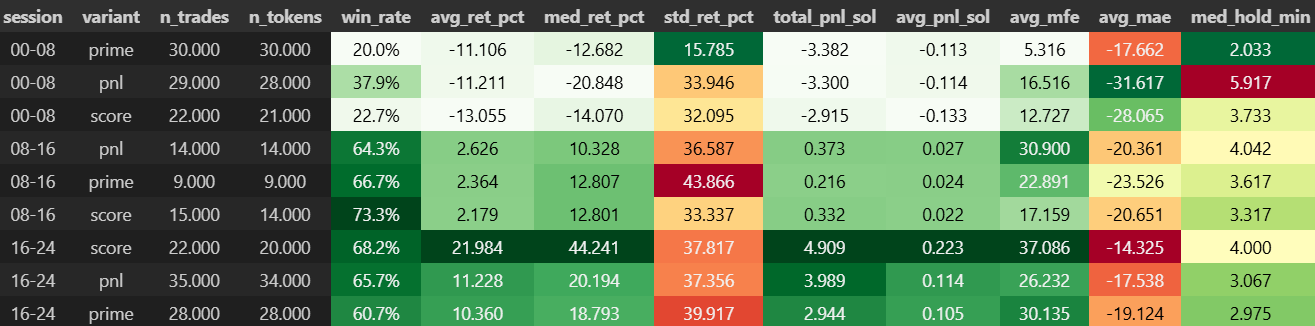 session variant n_trades n_tokens win_rate avg_ret_pct med_ret_pct std_ret_pct total_pnl_sol avg_pnl_sol avg_mfe avg_mae med_hold_min
00-08 prime 30.000 30.000 20.0% -11.106 -12.682 15.785 -3.382 -0.113 5.316 -17.662 2.033
00-08 pnl 29.000 28.000 37.9% -11.211 -20.848 33.946 -3.300 -0.114 16.516 -31.617 5.917
00-08 score 22.000 21.000 22.7% -13.055 -14.070 32.095 -2.915 -0.133 12.727 -28.065 3.733
08-16 pnl 14.000 14.000 64.3% 2.626 10.328 36.587 0.373 0.027 30.900 -20.361 4.042
08-16 prime 9.000 9.000 66.7% 2.364 12.807 43.866 0.216 0.024 22.891 -23.526 3.617
08-16 score 15.000 14.000 73.3% 2.179 12.801 33.337 0.332 0.022 17.159 -20.651 3.317
16-24 score 22.000 20.000 68.2% 21.984 44.241 37.817 4.909 0.223 37.086 -14.325 4.000
16-24 pnl 35.000 34.000 65.7% 11.228 20.194 37.356 3.989 0.114 26.232 -17.538 3.067
16-24 prime 28.000 28.000 60.7% 10.360 18.793 39.917 2.944 0.105 30.135 -19.124 2.975